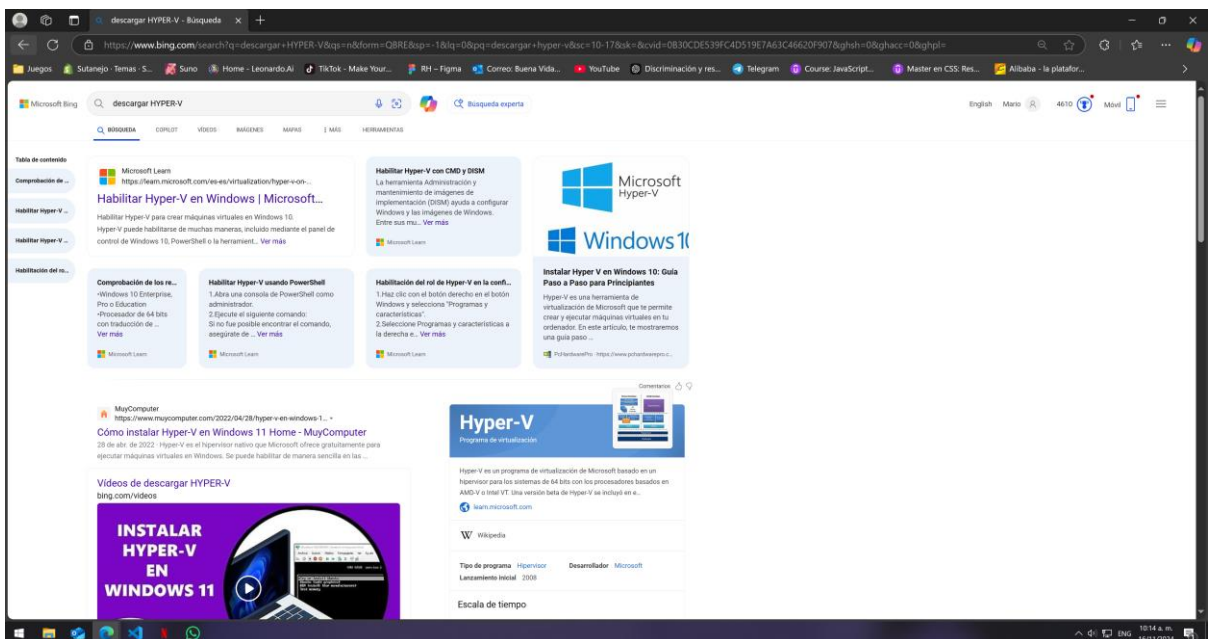 descargar HYPER-V - Búsqueda
https://www.bing.com/search?q=descargar+HYPER-V&qs=n&form=QBRE&sp=-1&lq=0&pq=descargar+hyper-v&sc=10-17&sk=&cvid=0B30CDE539FC4D519E7A63C46620F907&ghsh=0&ghacc=0&ghpl=
Juegos
Sutanejo · Temas · S...
Suno
Home - Leonardo.Ai
TikTok - Make Your...
RH – Figma
Correo: Buena Vida...
YouTube
Discriminación y res...
Telegram
Course: JavaScript...
Master en CSS: Res...
Alibaba - la platafor...
Microsoft Bing
descargar HYPER-V
Búsqueda experta
English
Mario
4610
Móvil
BÚSQUEDA
COPILOT
VÍDEOS
IMÁGENES
MAPAS
MÁS
HERRAMIENTAS
Tabla de contenido
Comprobación de ...
Habilitar Hyper-V ...
Habilitar Hyper-V ...
Habilitación del ro...
Microsoft Learn
https://learn.microsoft.com/es-es/virtualization/hyper-v-on-...
Habilitar Hyper-V en Windows | Microsoft...
Habilitar Hyper-V para crear máquinas virtuales en Windows 10.
Hyper-V puede habilitarse de muchas maneras, incluido mediante el panel de
control de Windows 10, PowerShell o la herramient... Ver más
Habilitar Hyper-V con CMD y DISM
La herramienta Administración y
mantenimiento de imágenes de
implementación (DISM) ayuda a configurar
Windows y las imágenes de Windows.
Entre sus mu... Ver más
Microsoft Learn
Microsoft
Hyper-V
Windows 10
Instalar Hyper V en Windows 10: Guía
Paso a Paso para Principiantes
Hyper-V es una herramienta de
virtualización de Microsoft que te permite
crear y ejecutar máquinas virtuales en tu
ordenador. En este artículo, te mostraremos
una guía paso ...
PcHardwarePro · https://www.pchardwarepro.c...
Comprobación de los re...
•Windows 10 Enterprise,
Pro o Education
•Procesador de 64 bits
con traducción de ...
Ver más
Microsoft Learn
Habilitar Hyper-V usando PowerShell
1.Abra una consola de PowerShell como
administrador.
2.Ejecute el siguiente comando:
Si no fue posible encontrar el comando,
asegúrate de ... Ver más
Microsoft Learn
Habilitación del rol de Hyper-V en la confi...
1.Haz clic con el botón derecho en el botón
Windows y selecciona "Programas y
características".
2.Seleccione Programas y características a
la derecha e... Ver más
Microsoft Learn
Comentarios
MuyComputer
https://www.muycomputer.com/2022/04/28/hyper-v-en-windows-1...
Cómo instalar Hyper-V en Windows 11 Home - MuyComputer
28 de abr. de 2022 · Hyper-V es el hipervisor nativo que Microsoft ofrece gratuitamente para
ejecutar máquinas virtuales en Windows. Se puede habilitar de manera sencilla en las ...
Vídeos de descargar HYPER-V
bing.com/videos
INSTALAR
HYPER-V
EN
WINDOWS 11
Hyper-V
Programa de virtualización
Hyper-V es un programa de virtualización de Microsoft basado en un
hipervisor para los sistemas de 64 bits con los procesadores basados en
AMD-V o Intel VT. Una versión beta de Hyper-V se incluyó en e...
learn.microsoft.com
W Wikipedia
Tipo de programa Hipervisor
Desarrollador Microsoft
Lanzamiento inicial 2008
Escala de tiempo
ENG
10:14 a. m.
16/11/2024